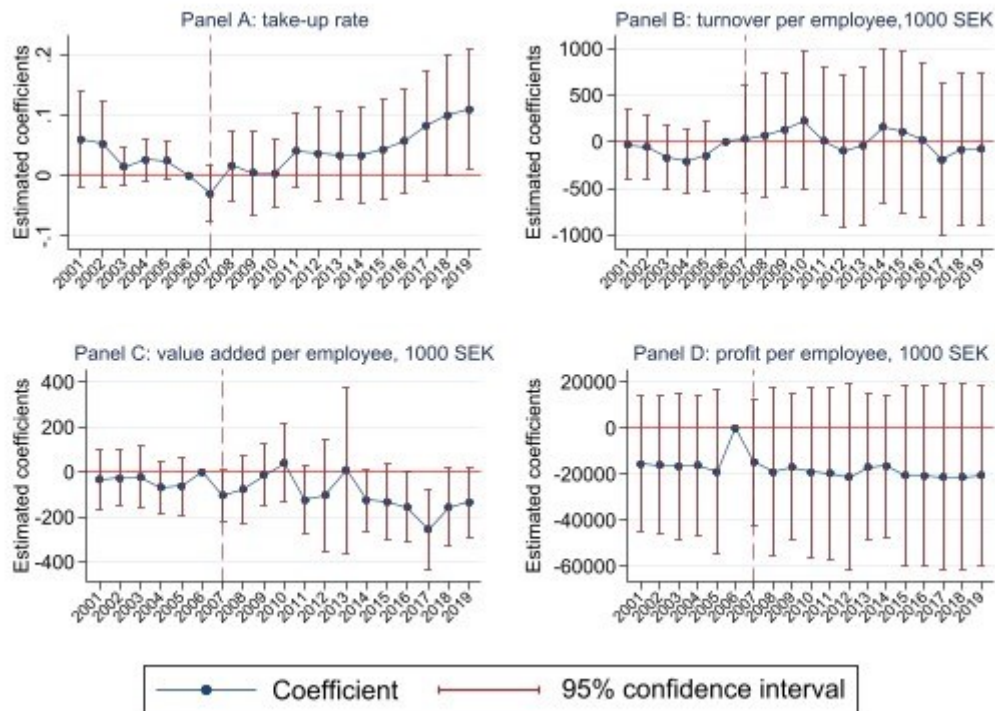 Panel A: take-up rate
Estimated coefficients
.2
.1
0
-.1
2001 2002 2003 2004 2005 2006 2007 2008 2009 2010 2011 2012 2013 2014 2015 2016 2017 2018 2019
Panel B: turnover per employee,1000 SEK
Estimated coefficients
1000
500
0
-500
-1000
2001 2002 2003 2004 2005 2006 2007 2008 2009 2010 2011 2012 2013 2014 2015 2016 2017 2018 2019
Panel C: value added per employee, 1000 SEK
Estimated coefficients
400
200
0
-200
-400
2001 2002 2003 2004 2005 2006 2007 2008 2009 2010 2011 2012 2013 2014 2015 2016 2017 2018 2019
Panel D: profit per employee, 1000 SEK
Estimated coefficients
20000
0
-20000
-40000
-60000
2001 2002 2003 2004 2005 2006 2007 2008 2009 2010 2011 2012 2013 2014 2015 2016 2017 2018 2019
Coefficient
95% confidence interval